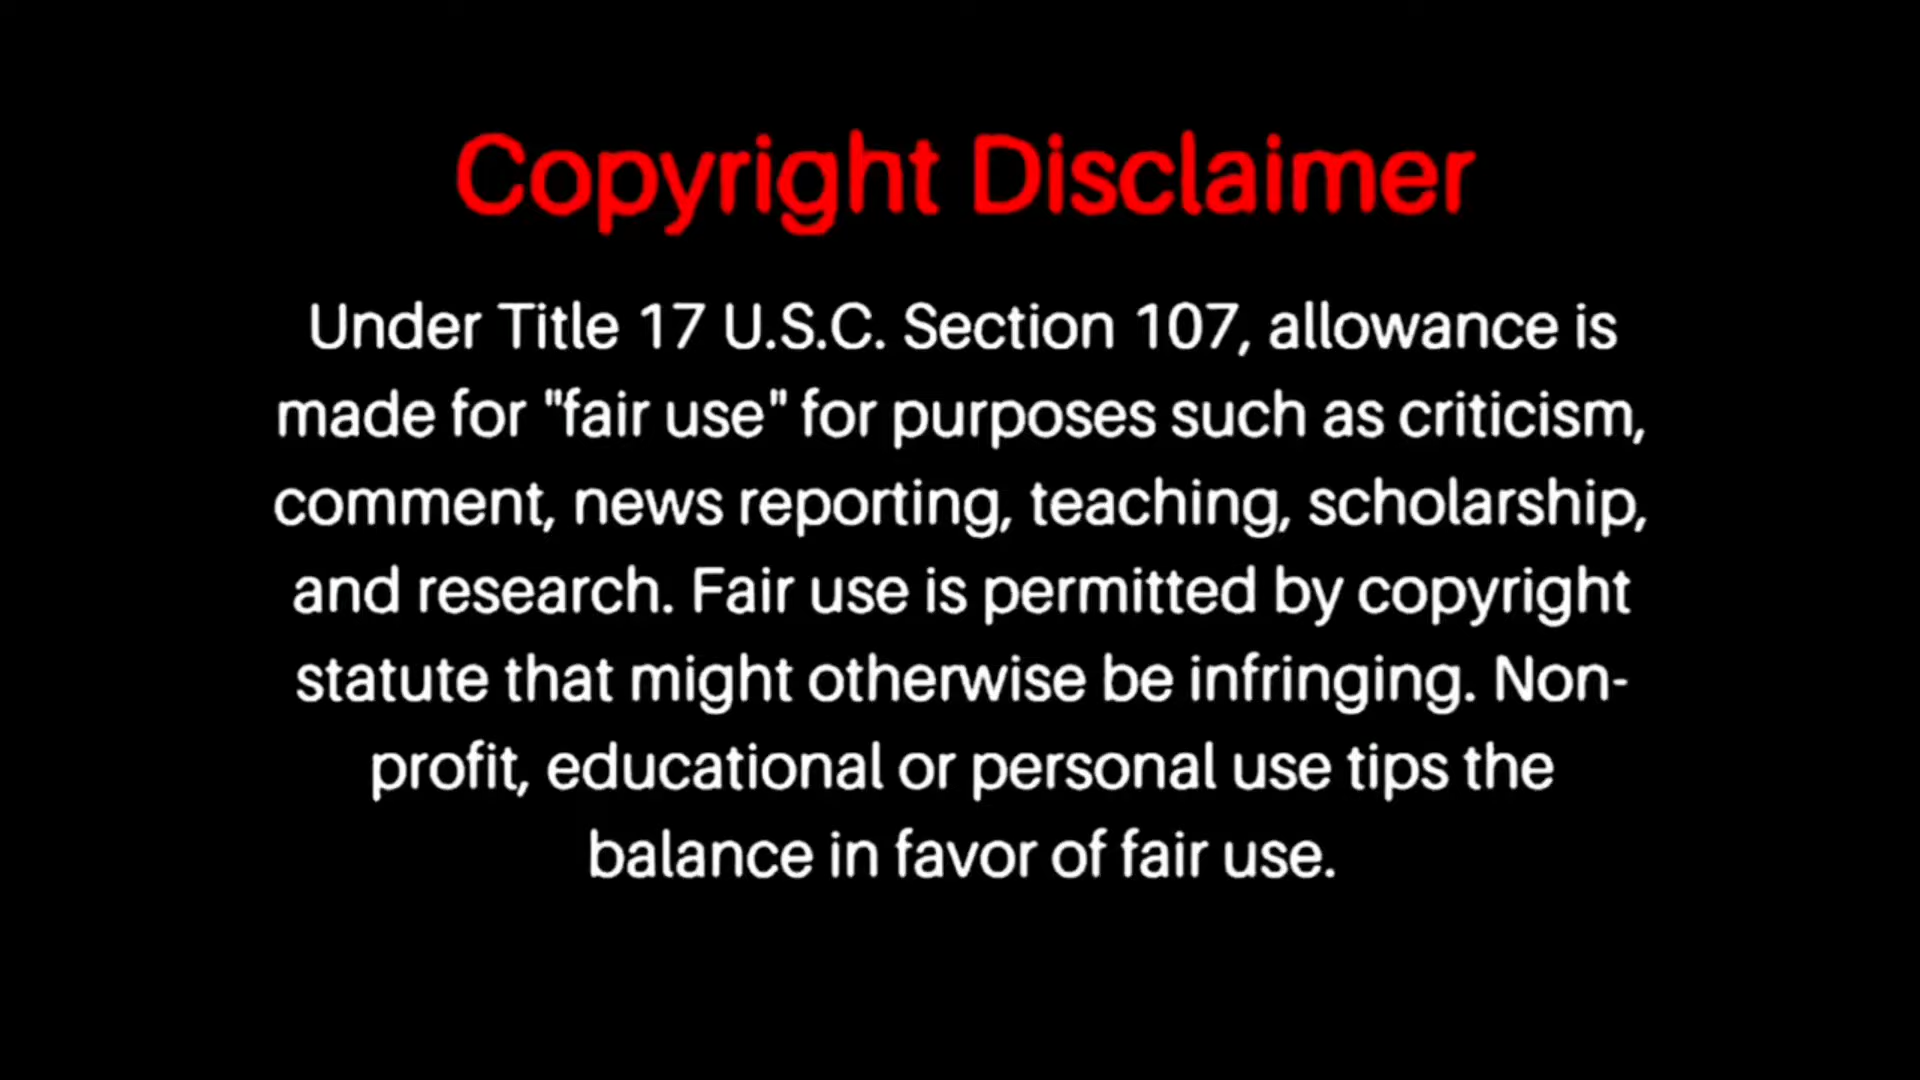 Copyright Disclaimer
Under Title 17 U.S.C. Section 107, allowance is
made for "fair use" for purposes such as criticism,
comment, news reporting, teaching, scholarship,
and research. Fair use is permitted by copyright
statute that might otherwise be infringing. Non-
profit, educational or personal use tips the
balance in favor of fair use.